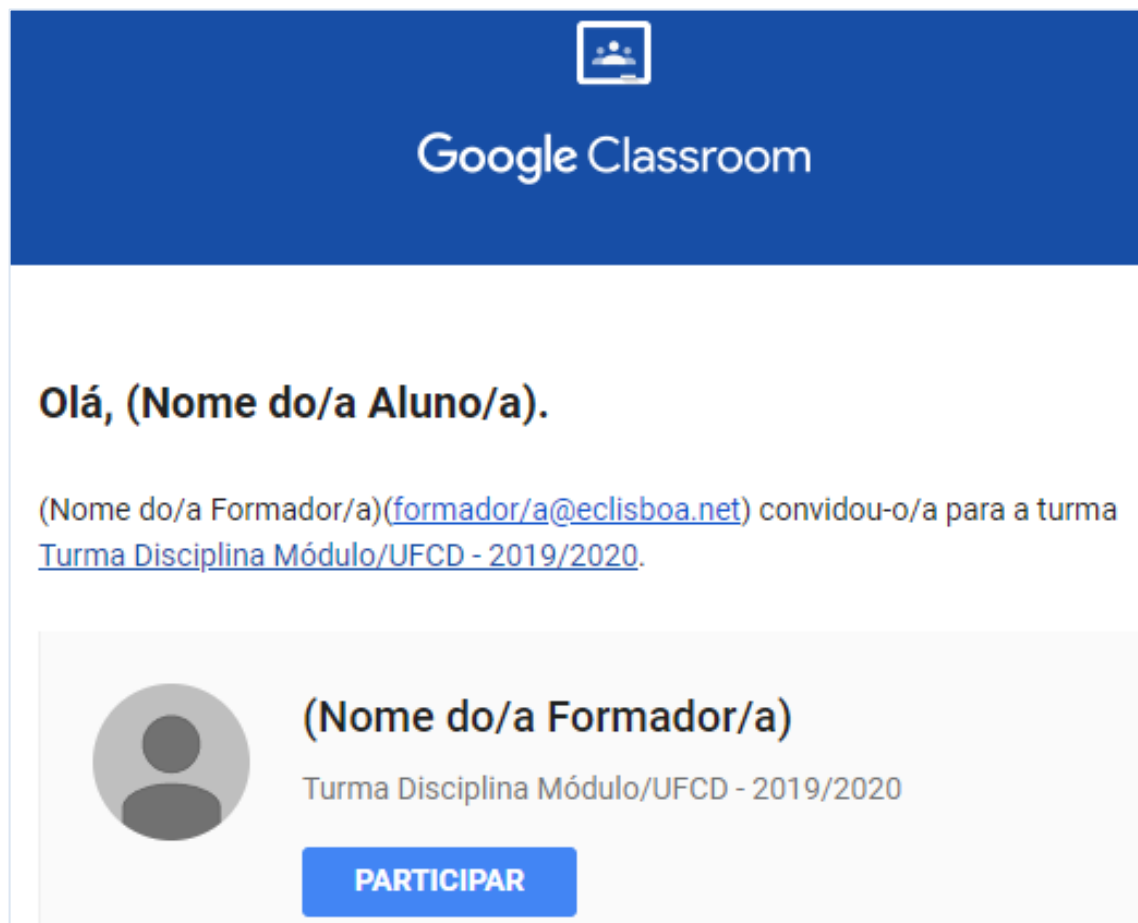 Google Classroom
Olá, (Nome do/a Aluno/a).
(Nome do/a Formador/a)(formador/a@eclisboa.net) convidou-o/a para a turma
Turma Disciplina Módulo/UFCD - 2019/2020.
(Nome do/a Formador/a)
Turma Disciplina Módulo/UFCD - 2019/2020
PARTICIPAR